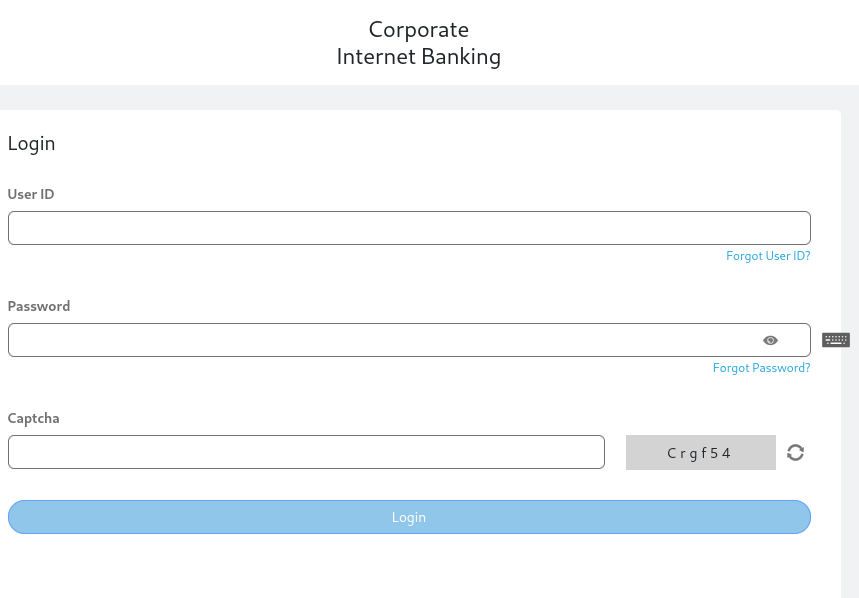 Corporate
Internet Banking
Login
User ID
Forgot User ID?
Password
Forgot Password?
Captcha
C r g f 5 4
Login